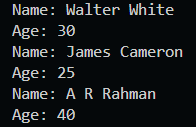 Name: Walter White
Age: 30
Name: James Cameron
Age: 25
Name: A R Rahman
Age: 40